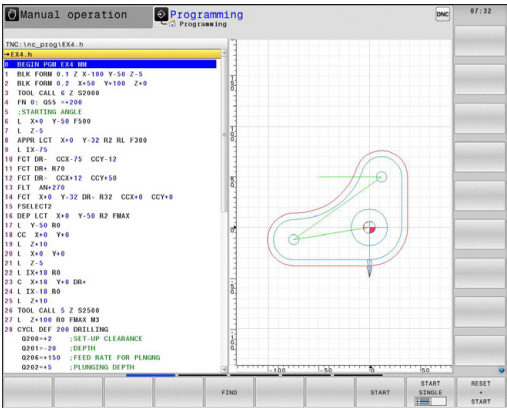 Manual operation
Programming
Programming
DNC
07:32
TNC:\nc_prog\EX4.h
→EX4.h
0 BEGIN PGM EX4 MM
1 BLK FORM 0.1 Z X-100 Y-50 Z-5
2 BLK FORM 0.2 X+50 Y+100 Z+0
3 TOOL CALL 6 Z S2000
4 FN 0: Q55 =+200
5 ;STARTING ANGLE
6 L X+0 Y-50 F500
7 L Z-5
8 APPR LCT X+0 Y-32 R2 RL F300
9 L IX-75
10 FCT DR- CCX-75 CCY-12
11 FCT DR+ R70
12 FCT DR- CCX+12 CCY+50
13 FLT AN+270
14 FCT X+0 Y-32 DR- R32 CCX+0 CCY+0
15 FSELECT2
16 DEP LCT X+0 Y-50 R2 FMAX
17 L Y-50 R0
18 CC X+0 Y+0
19 L Z+10
20 L X+0 Y+0
21 L Z-5
22 L IX+18 R0
23 C X+18 Y+0 DR+
24 L IX-18 R0
25 L Z+10
26 TOOL CALL 5 Z S2500
27 L Z+100 R0 FMAX M3
28 CYCL DEF 200 DRILLING
Q200=+2 ;SET-UP CLEARANCE
Q201=-20 ;DEPTH
Q206=+150 ;FEED RATE FOR PLNGNG
Q202=+5 ;PLUNGING DEPTH
-100
-50
0
50
FIND
START
START SINGLE
RESET + START